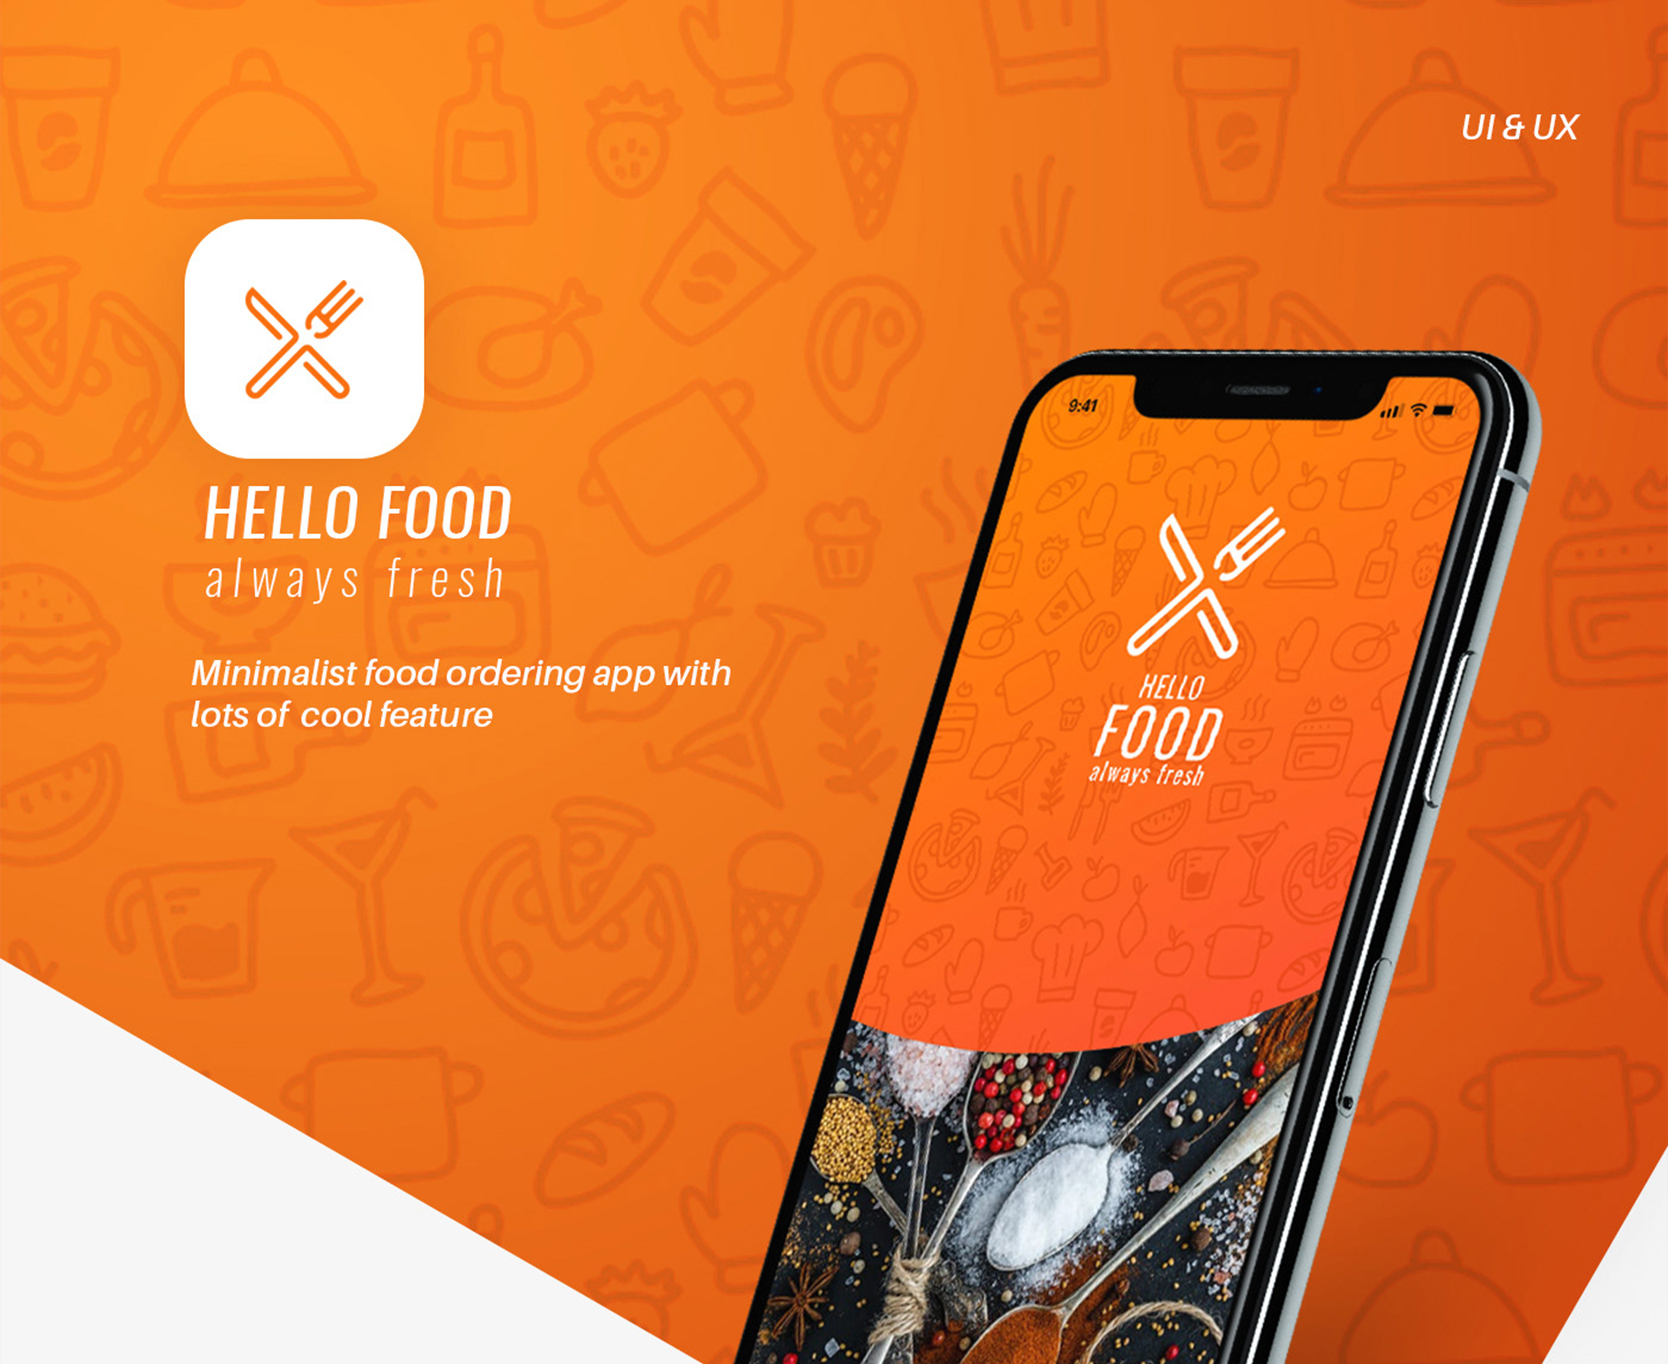 UI & UX
HELLO FOOD
always fresh
Minimalist food ordering app with
lots of cool feature
9:41
HELLO
FOOD
always fresh